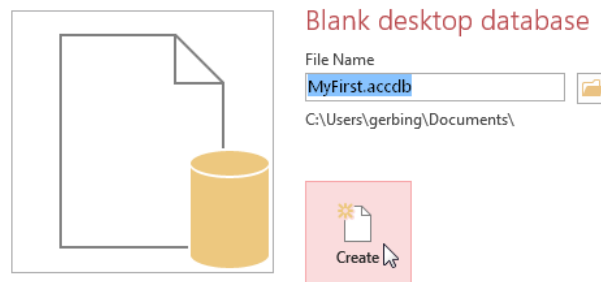 Blank desktop database
File Name
MyFirst.accdb
C:\Users\gerbing\Documents\
Create